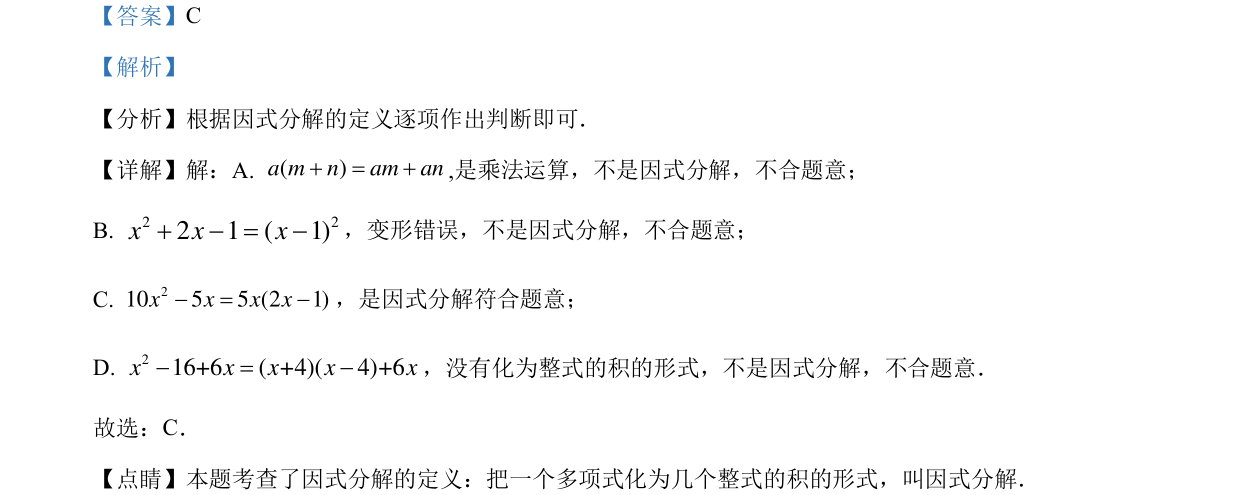 【答案】C
【解析】
【分析】根据因式分解的定义逐项作出判断即可．
【详解】解：A. a(m+n)=am+an,是乘法运算，不是因式分解，不合题意；
B. x²+2x−1=(x−1)²，变形错误，不是因式分解，不合题意；
C. 10x²−5x=5x(2x−1)，是因式分解符合题意；
D. x²−16+6x=(x+4)(x−4)+6x，没有化为整式的积的形式，不是因式分解，不合题意．
故选：C．
【点睛】本题考查了因式分解的定义：把一个多项式化为几个整式的积的形式，叫因式分解．